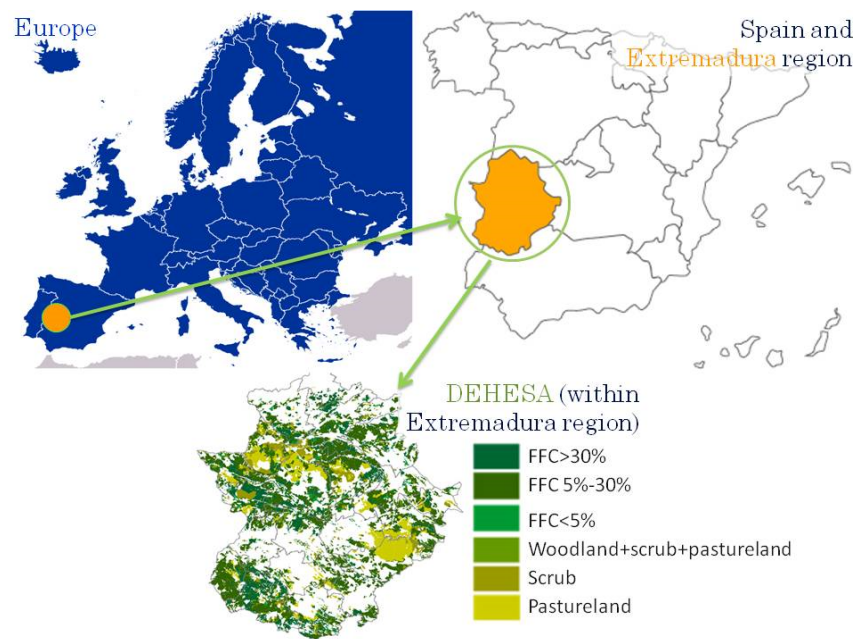 Europe
Spain and
Extremadura region
DEHESA (within
Extremadura region)
FFC>30%
FFC 5%-30%
FFC<5%
Woodland+scrub+pastureland
Scrub
Pastureland